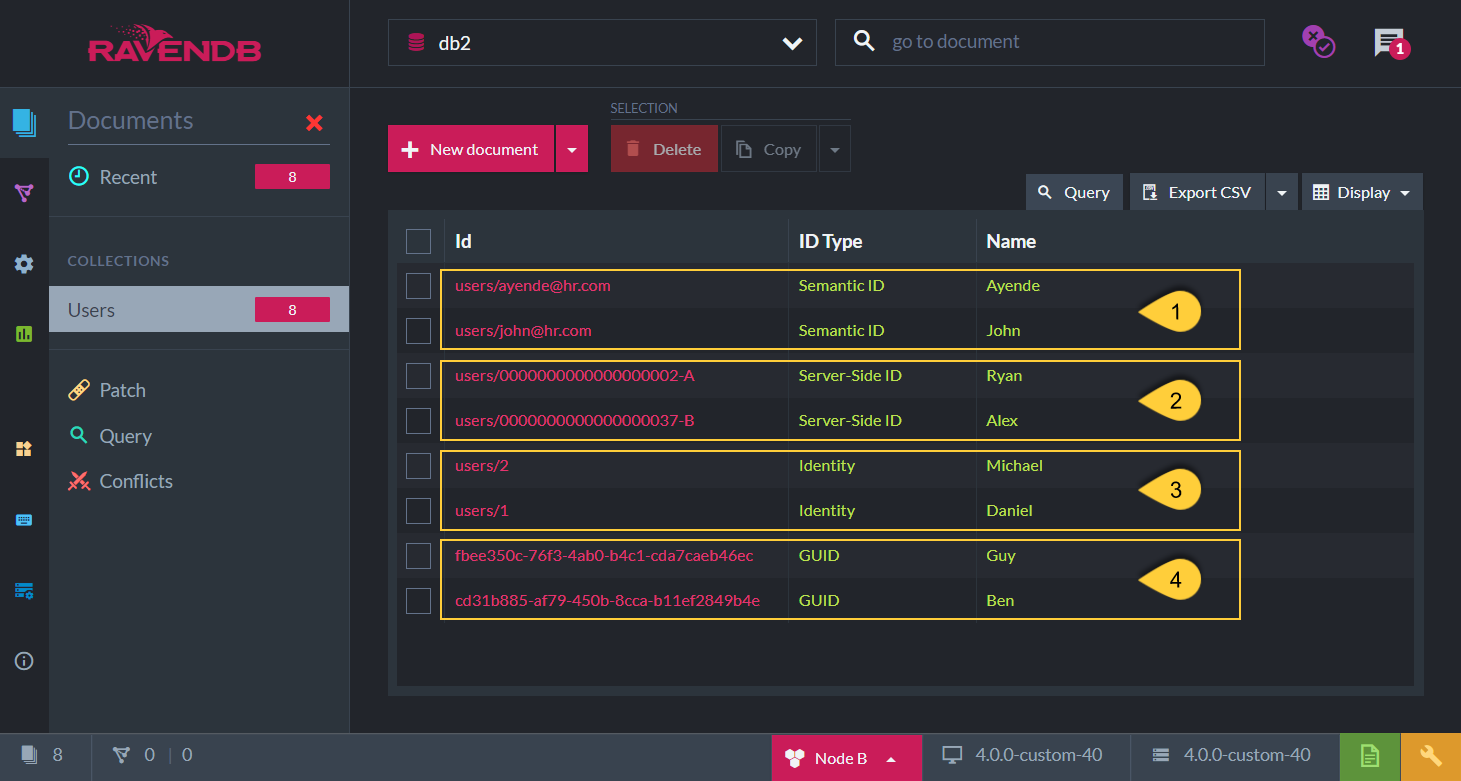 RAVENDB
db2
go to document
1
Documents
Recent 8
COLLECTIONS
Users 8
Patch
Query
Conflicts
SELECTION
New document
Delete
Copy
Query
Export CSV
Display
Id ID Type Name
users/ayende@hr.com Semantic ID Ayende
users/john@hr.com Semantic ID John
1
users/0000000000000000002-A Server-Side ID Ryan
users/0000000000000000037-B Server-Side ID Alex
2
users/2 Identity Michael
users/1 Identity Daniel
3
fbee350c-76f3-4ab0-b4c1-cda7caeb46ec GUID Guy
cd31b885-af79-450b-8cca-b11ef2849b4e GUID Ben
4
8 0 | 0 Node B 4.0.0-custom-40 4.0.0-custom-40